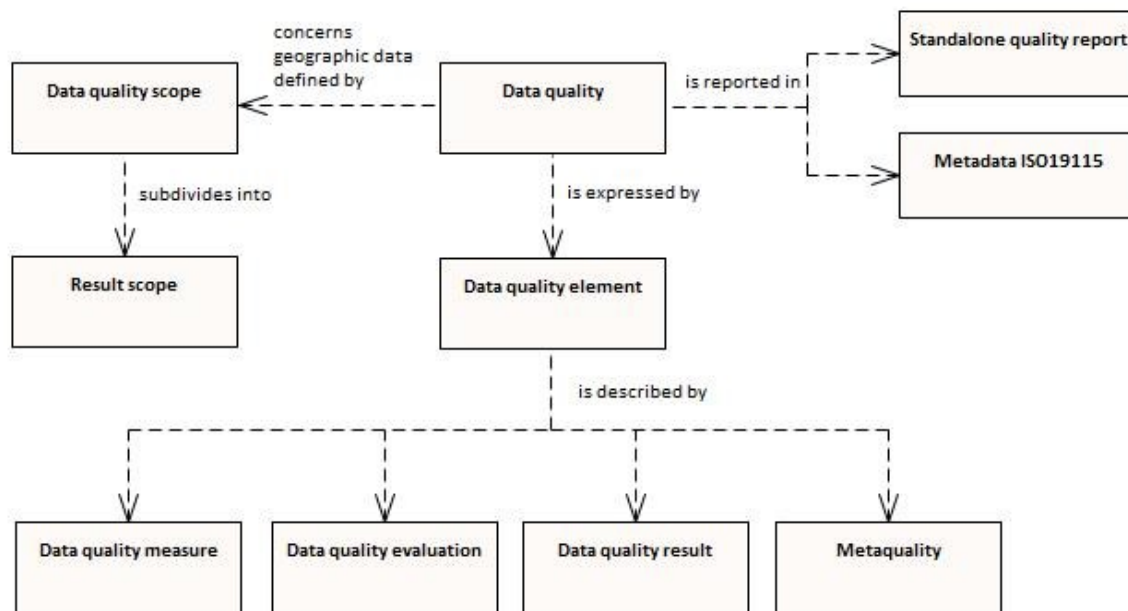 concerns
geographic data
defined by
Standalone quality report
Data quality scope
Data quality
is reported in
Metadata ISO19115
subdivides into
is expressed by
Result scope
Data quality element
is described by
Data quality measure
Data quality evaluation
Data quality result
Metaquality